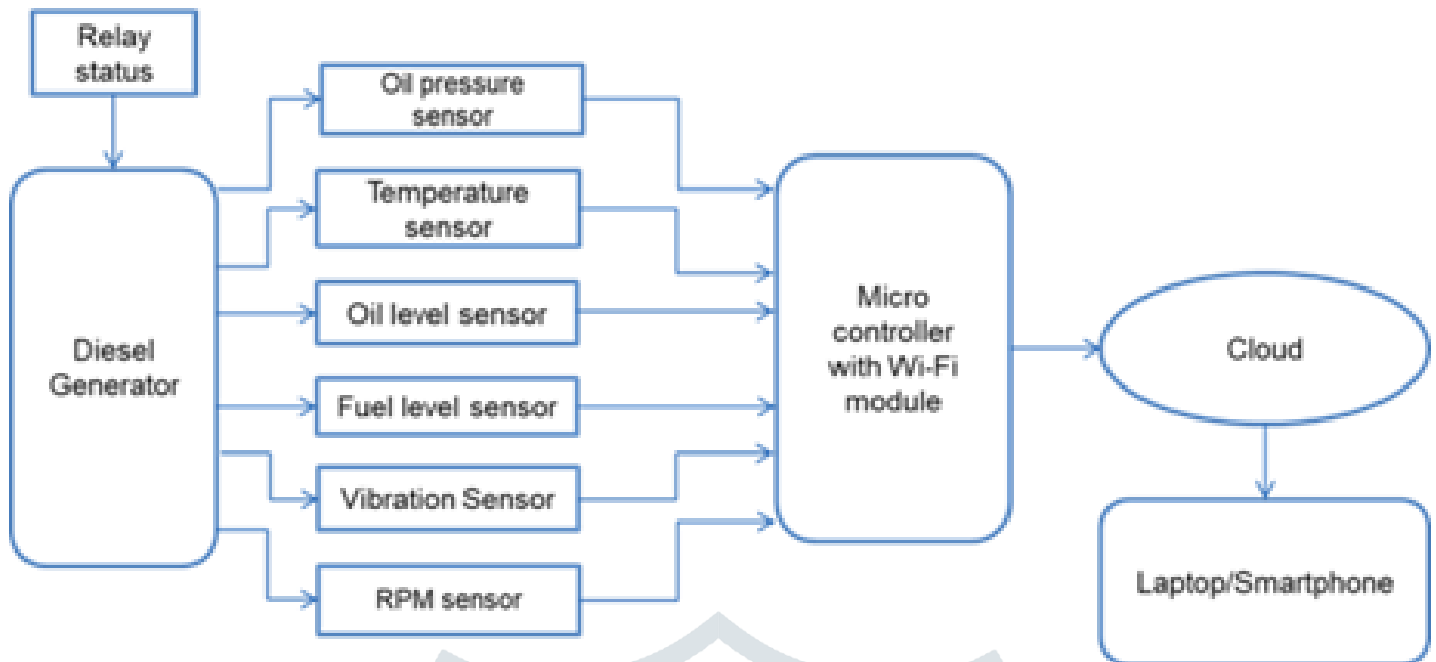 Relay
status
Oil pressure
sensor
Temperature
sensor
Oil level sensor
Fuel level sensor
Vibration Sensor
RPM sensor
Diesel
Generator
Micro
controller
with Wi-Fi
module
Cloud
Laptop/Smartphone